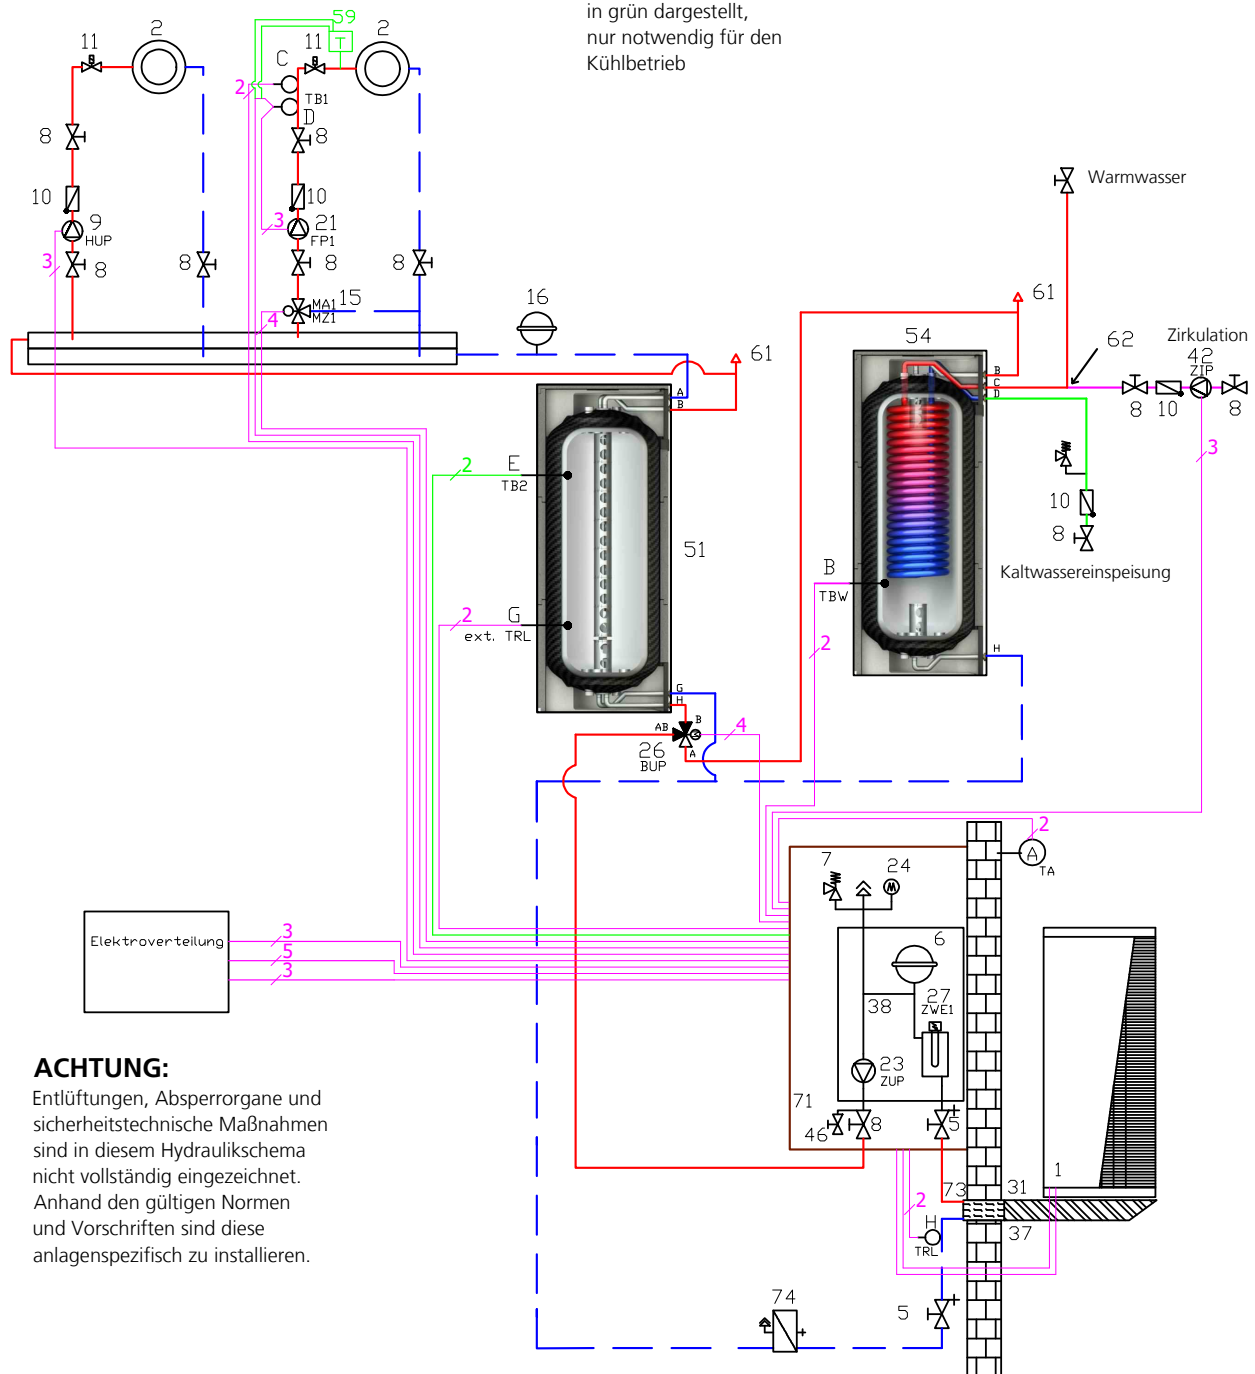 in grün dargestellt,
nur notwendig für den
Kühlbetrieb
59
2
2
11
11
C
2
TB1
D
8
8
10
10
9
HUP
21
FP1
3
3
8
8
8
8
MA1
MZ1
15
4
16
61
61
54
Warmwasser
62
Zirkulation
42
ZIP
B
C
D
A
B
8
10
8
3
10
8
Kaltwassereinspeisung
E
TB2
2
51
B
TBW
2
G
ext. TRL
2
H
G
H
AB
B
A
26
BUP
4
2
A
TA
7
24
6
Elektroverteilung
3
5
3
38
27
ZWE1
23
ZUP
71
46
8
5
1
73
31
37
2
H
TRL
74
5
ACHTUNG:
Entlüftungen, Absperrorgane und
sicherheitstechnische Maßnahmen
sind in diesem Hydraulikschema
nicht vollständig eingezeichnet.
Anhand den gültigen Normen
und Vorschriften sind diese
anlagenspezifisch zu installieren.